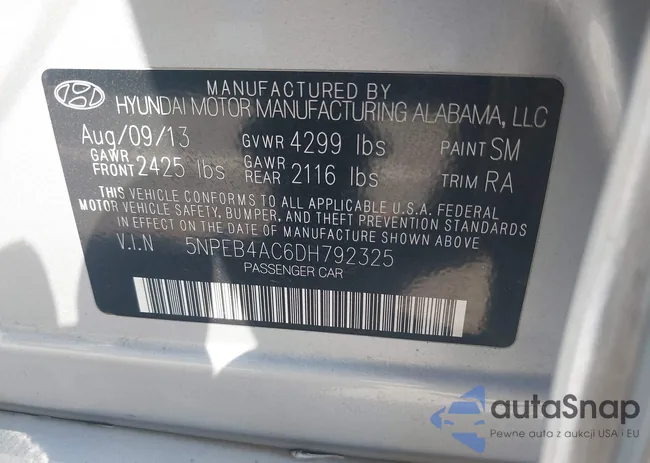 MANUFACTURED BY
HYUNDAI MOTOR MANUFACTURING ALABAMA, LLC
Aug/09/13 GVWR 4299 lbs PAINT SM
GAWR FRONT 2425 lbs GAWR REAR 2116 lbs TRIM RA
THIS VEHICLE CONFORMS TO ALL APPLICABLE U.S.A. FEDERAL
MOTOR VEHICLE SAFETY, BUMPER, AND THEFT PREVENTION STANDARDS
IN EFFECT ON THE DATE OF MANUFACTURE SHOWN ABOVE.
V.I.N 5NPEB4AC6DH792325
PASSENGER CAR
autaSnap
Pewne auta z aukcji USA i EU